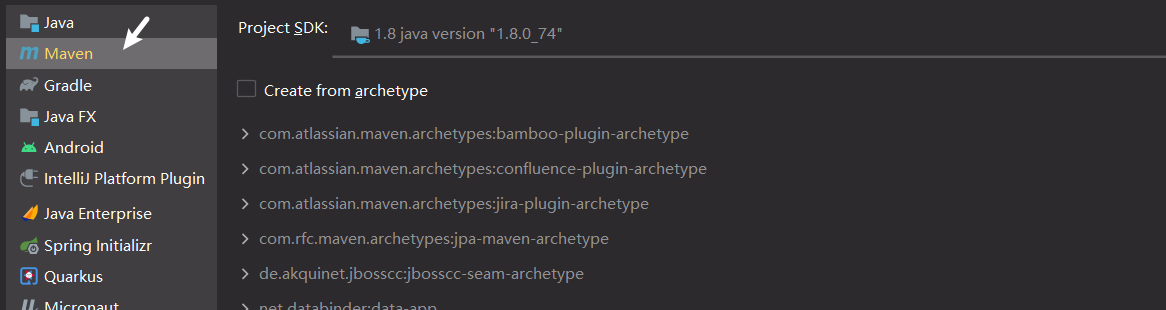 Java
Maven
Gradle
Java FX
Android
IntelliJ Platform Plugin
Java Enterprise
Spring Initializr
Quarkus
Micronaut
Project SDK: 1.8 java version "1.8.0_74"
Create from archetype
com.atlassian.maven.archetypes:bamboo-plugin-archetype
com.atlassian.maven.archetypes:confluence-plugin-archetype
com.atlassian.maven.archetypes:jira-plugin-archetype
com.rfc.maven.archetypes:jpa-maven-archetype
de.akquinet.jbosscc:jbosscc-seam-archetype
net.databinder:data-app